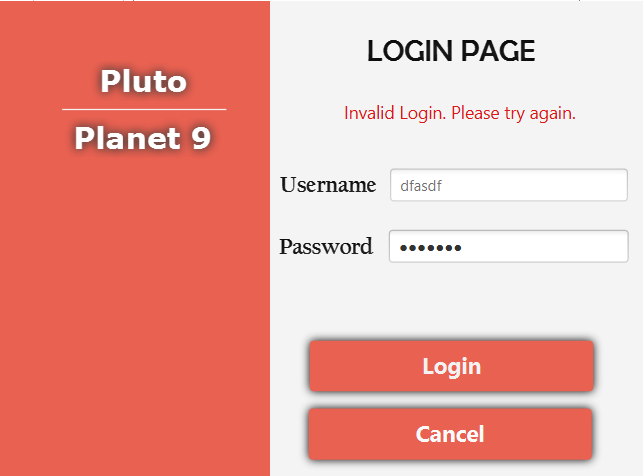 Pluto
Planet 9
LOGIN PAGE
Invalid Login. Please try again.
Username dfasdf
Password •••••••
Login
Cancel